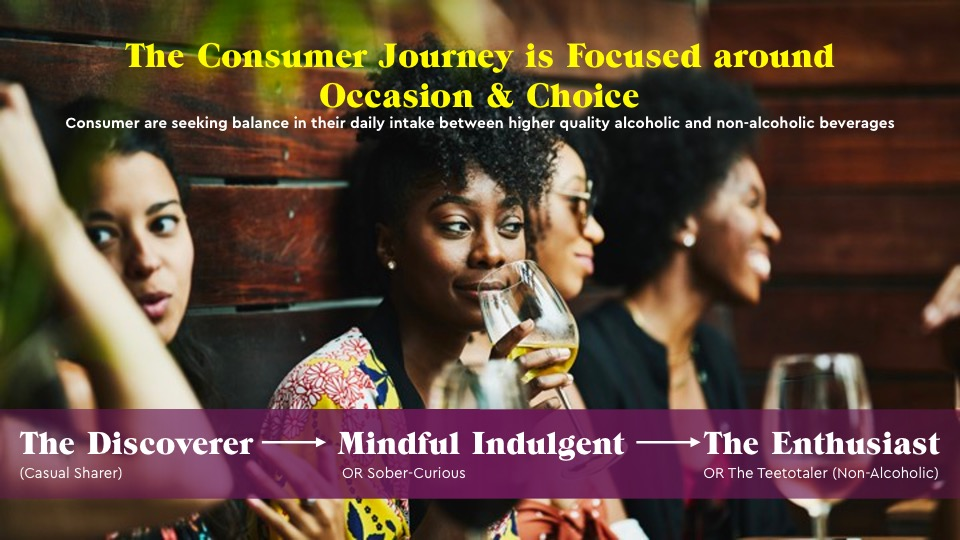 The Consumer Journey is Focused around
Occasion & Choice
Consumer are seeking balance in their daily intake between higher quality alcoholic and non-alcoholic beverages
The Discoverer
(Casual Sharer)
Mindful Indulgent
OR Sober-Curious
The Enthusiast
OR The Teetotaler (Non-Alcoholic)